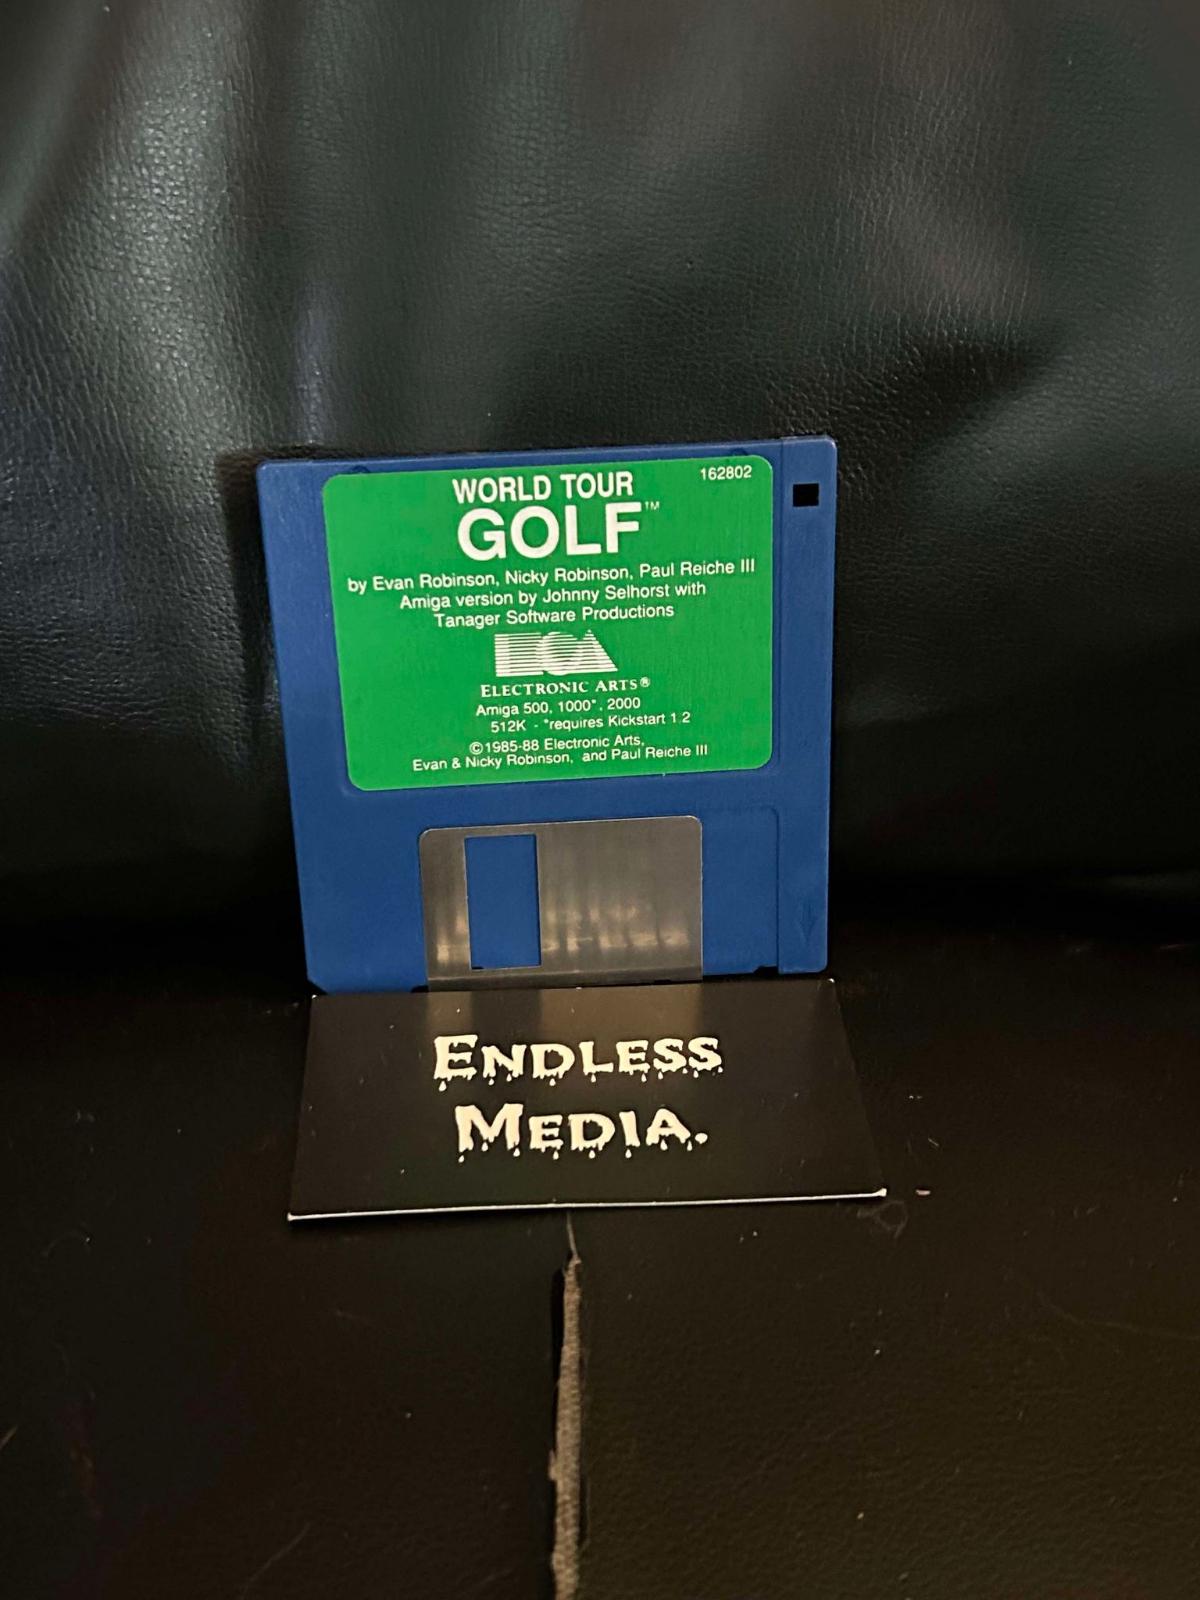 WORLD TOUR
162802
GOLF™
by Evan Robinson, Nicky Robinson, Paul Reiche III
Amiga version by Johnny Selhorst with
Tanager Software Productions
ELECTRONIC ARTS®
Amiga 500, 1000*, 2000
512K - *requires Kickstart 1.2
©1985-88 Electronic Arts,
Evan & Nicky Robinson, and Paul Reiche III
ENDLESS
MEDIA.